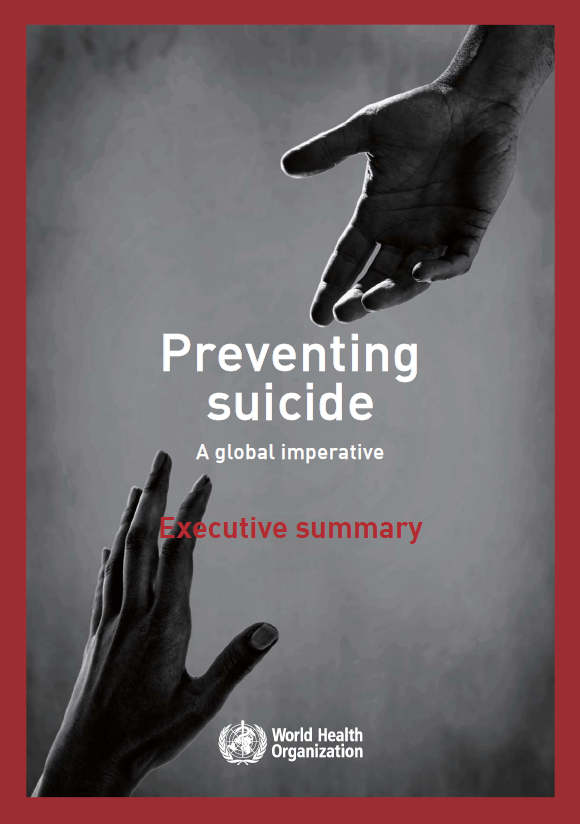 Preventing
suicide
A global imperative
Executive summary
World Health
Organization